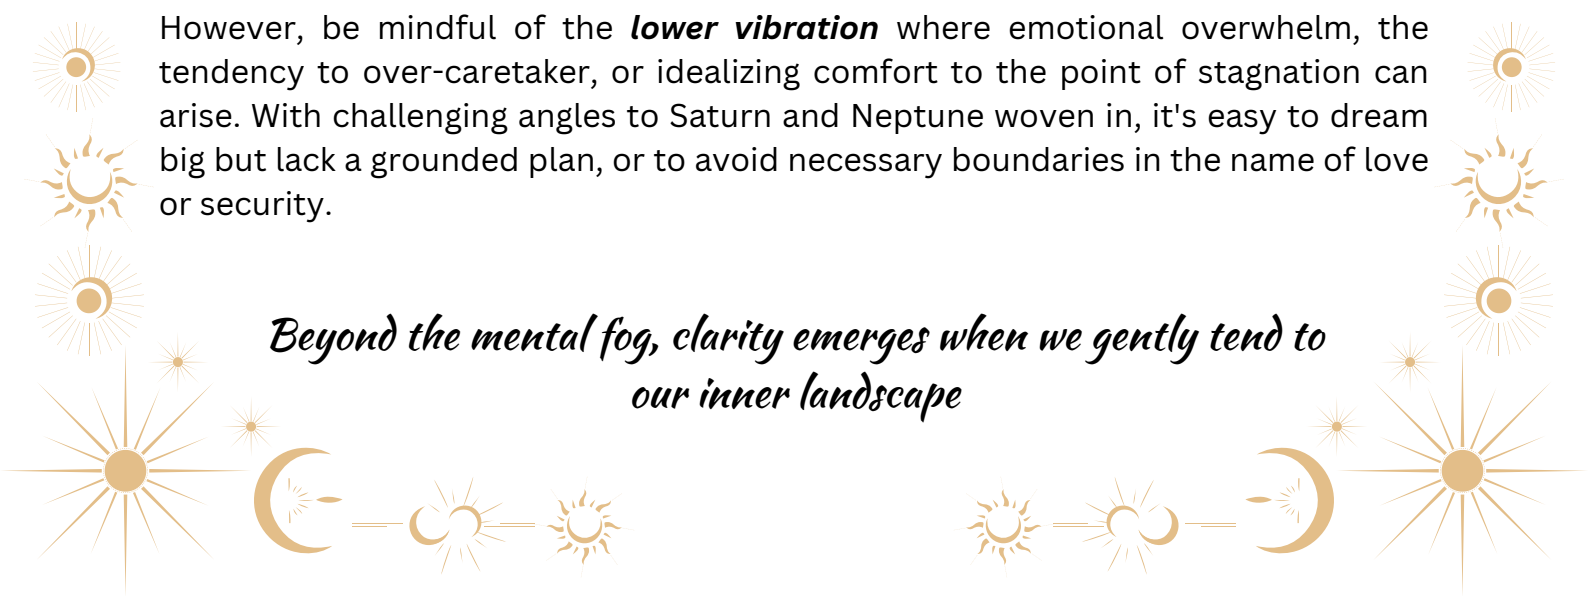 However, be mindful of the lower vibration where emotional overwhelm, the
tendency to over-caretaker, or idealizing comfort to the point of stagnation can
arise. With challenging angles to Saturn and Neptune woven in, it's easy to dream
big but lack a grounded plan, or to avoid necessary boundaries in the name of love
or security.
Beyond the mental fog, clarity emerges when we gently tend to
our inner landscape